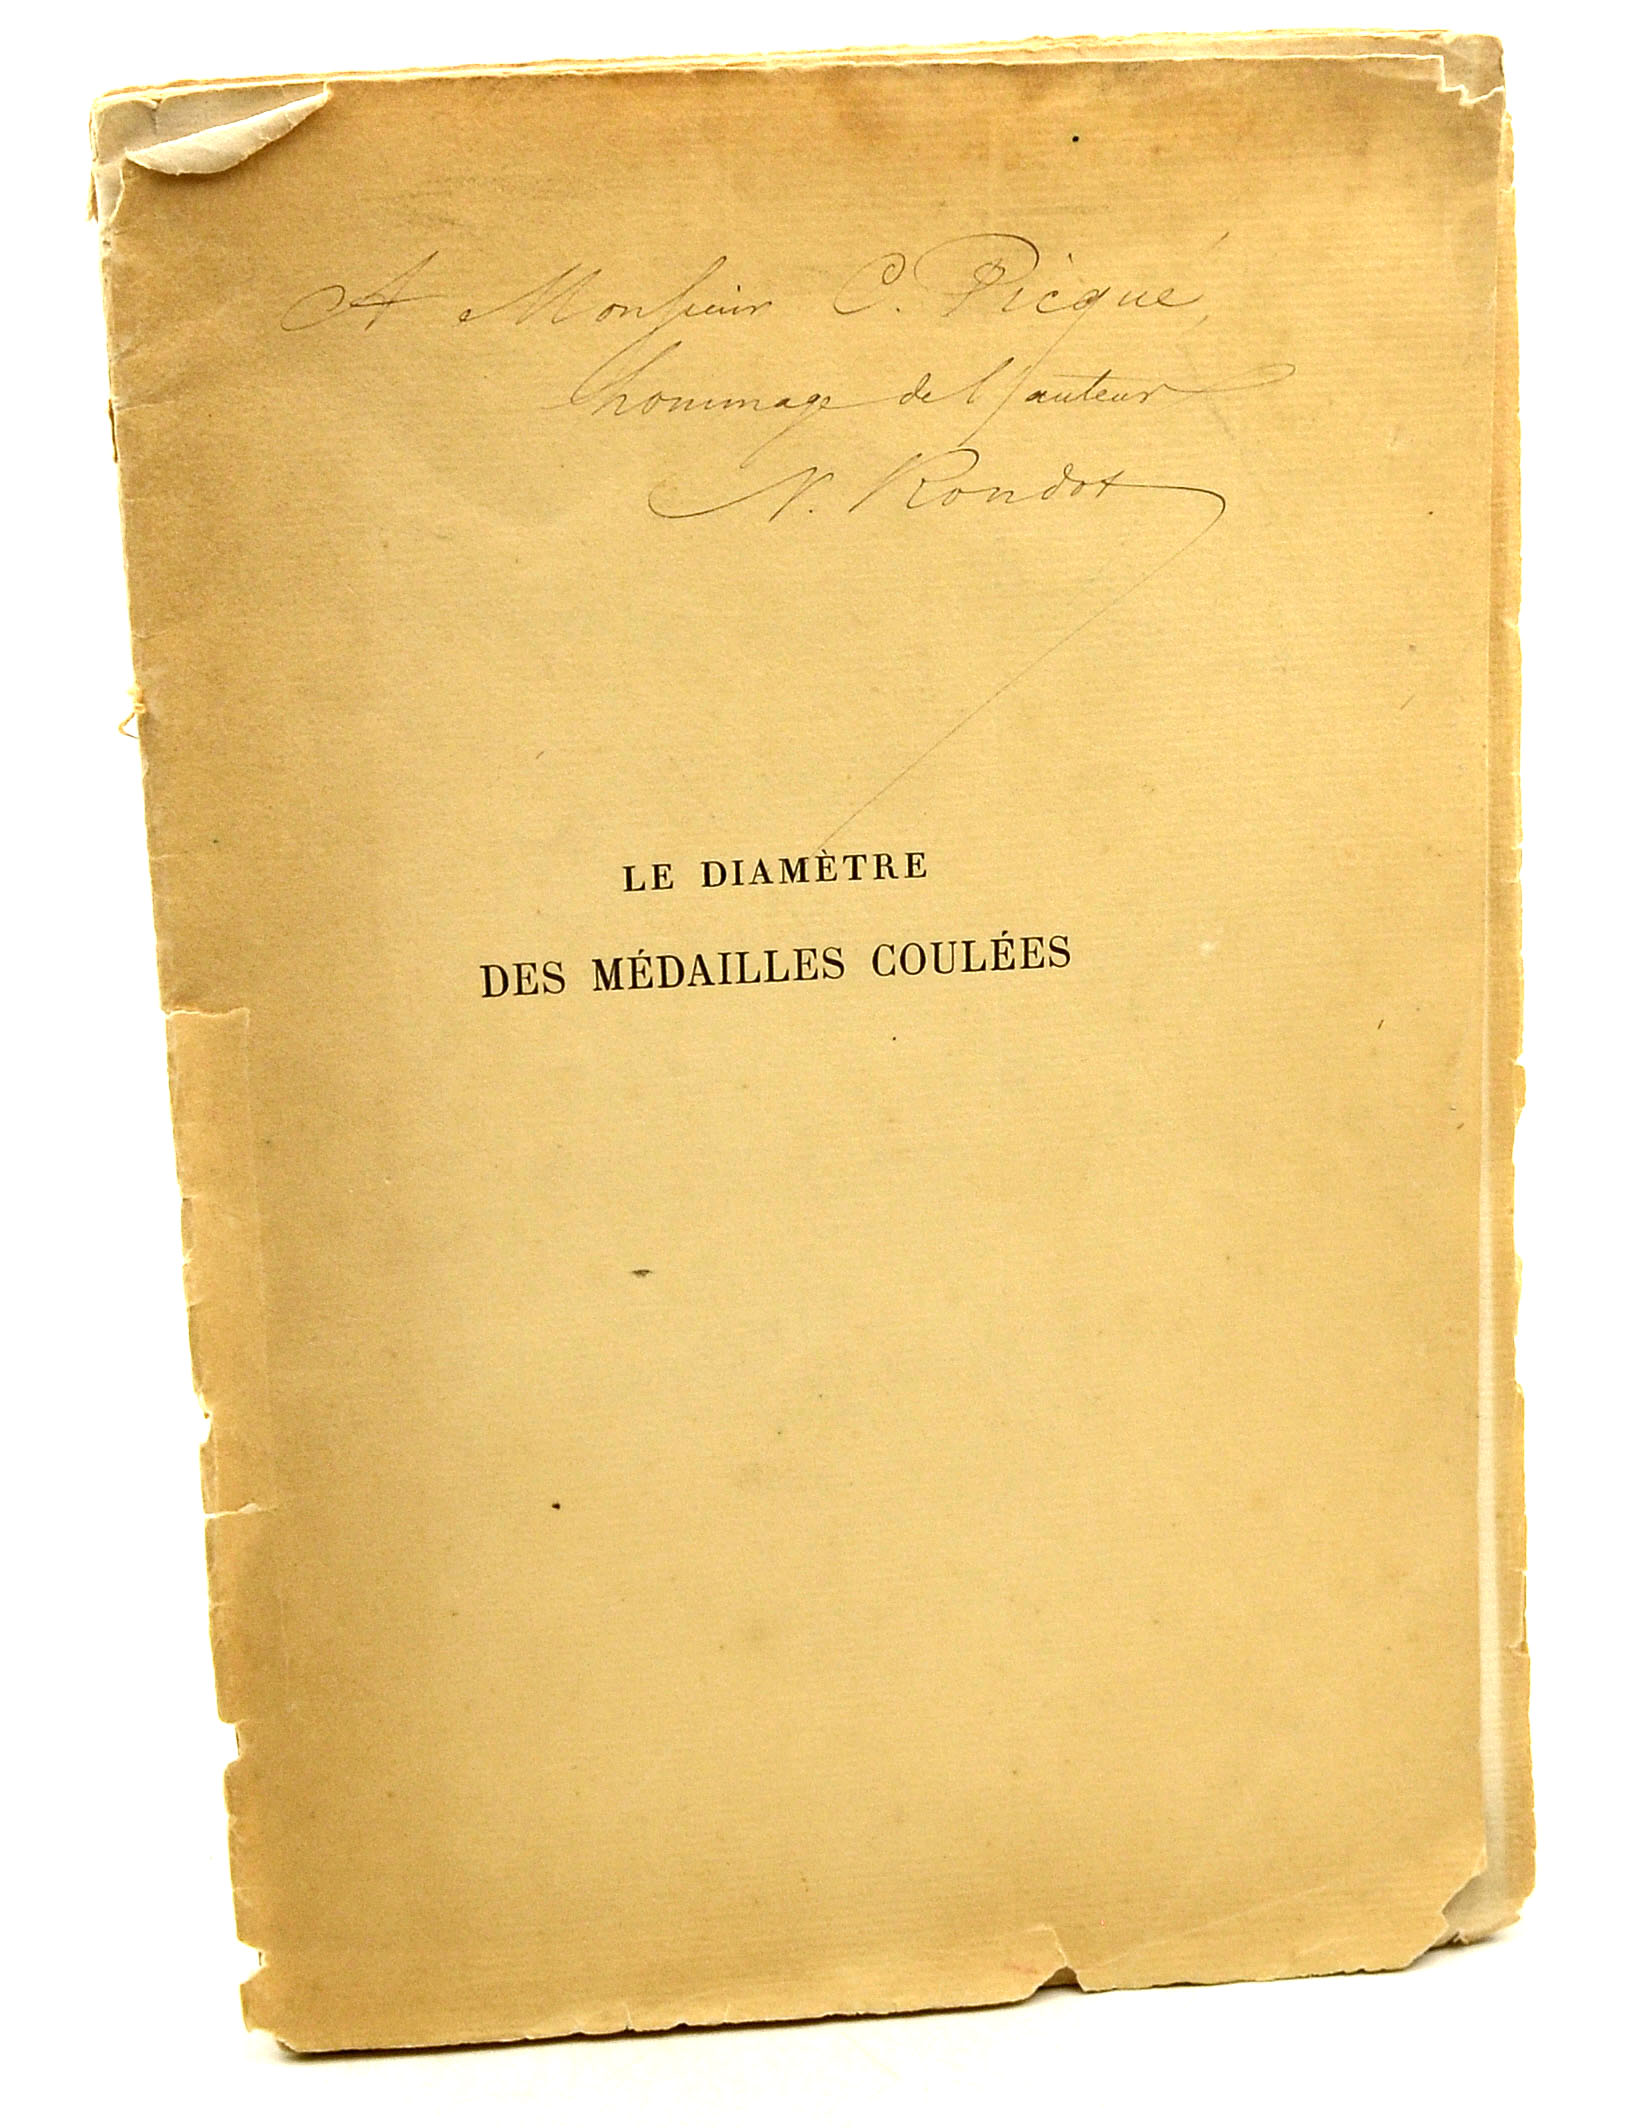 A Monsieur C. Picqué,
hommage de l'auteur
N. Rondot
LE DIAMÈTRE
DES MÉDAILLES COULÉES